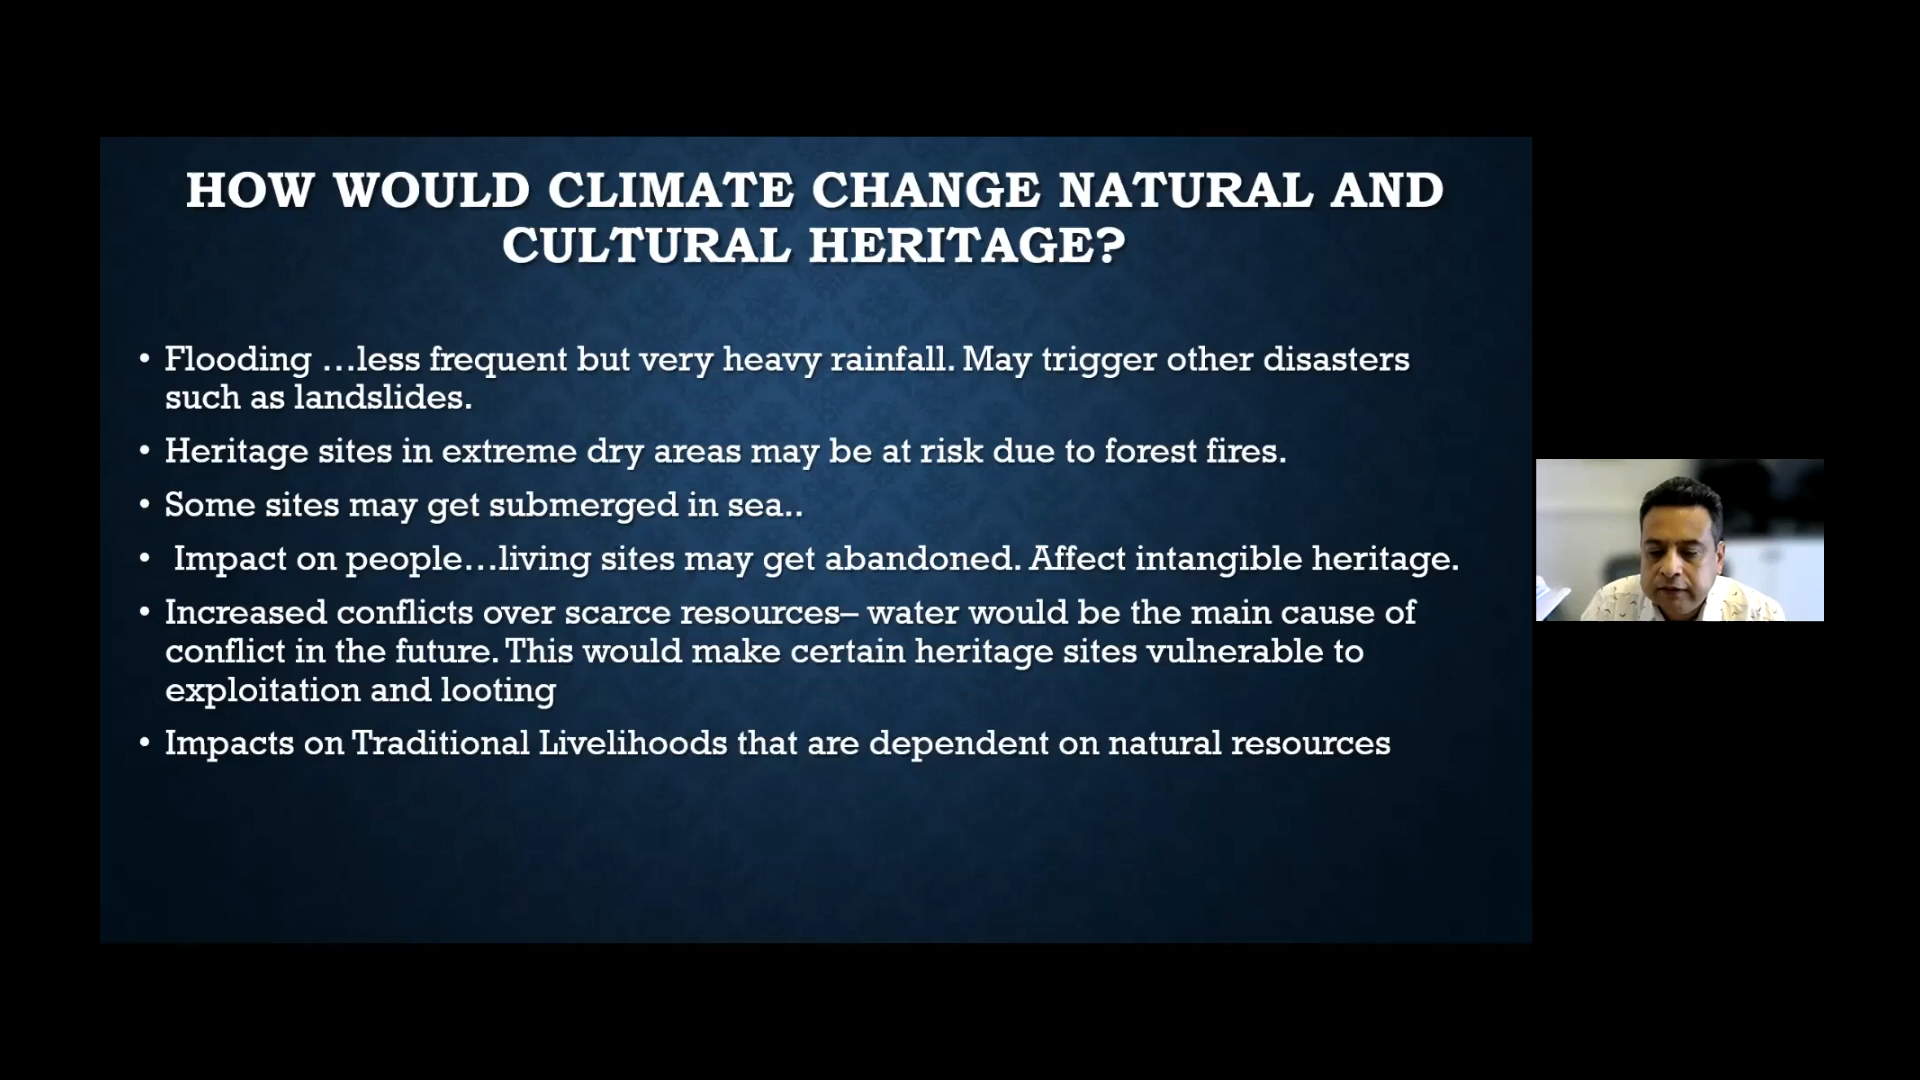 HOW WOULD CLIMATE CHANGE NATURAL AND
CULTURAL HERITAGE?
• Flooding …less frequent but very heavy rainfall. May trigger other disasters
such as landslides.
• Heritage sites in extreme dry areas may be at risk due to forest fires.
• Some sites may get submerged in sea..
• Impact on people…living sites may get abandoned. Affect intangible heritage.
• Increased conflicts over scarce resources– water would be the main cause of
conflict in the future. This would make certain heritage sites vulnerable to
exploitation and looting
• Impacts on Traditional Livelihoods that are dependent on natural resources